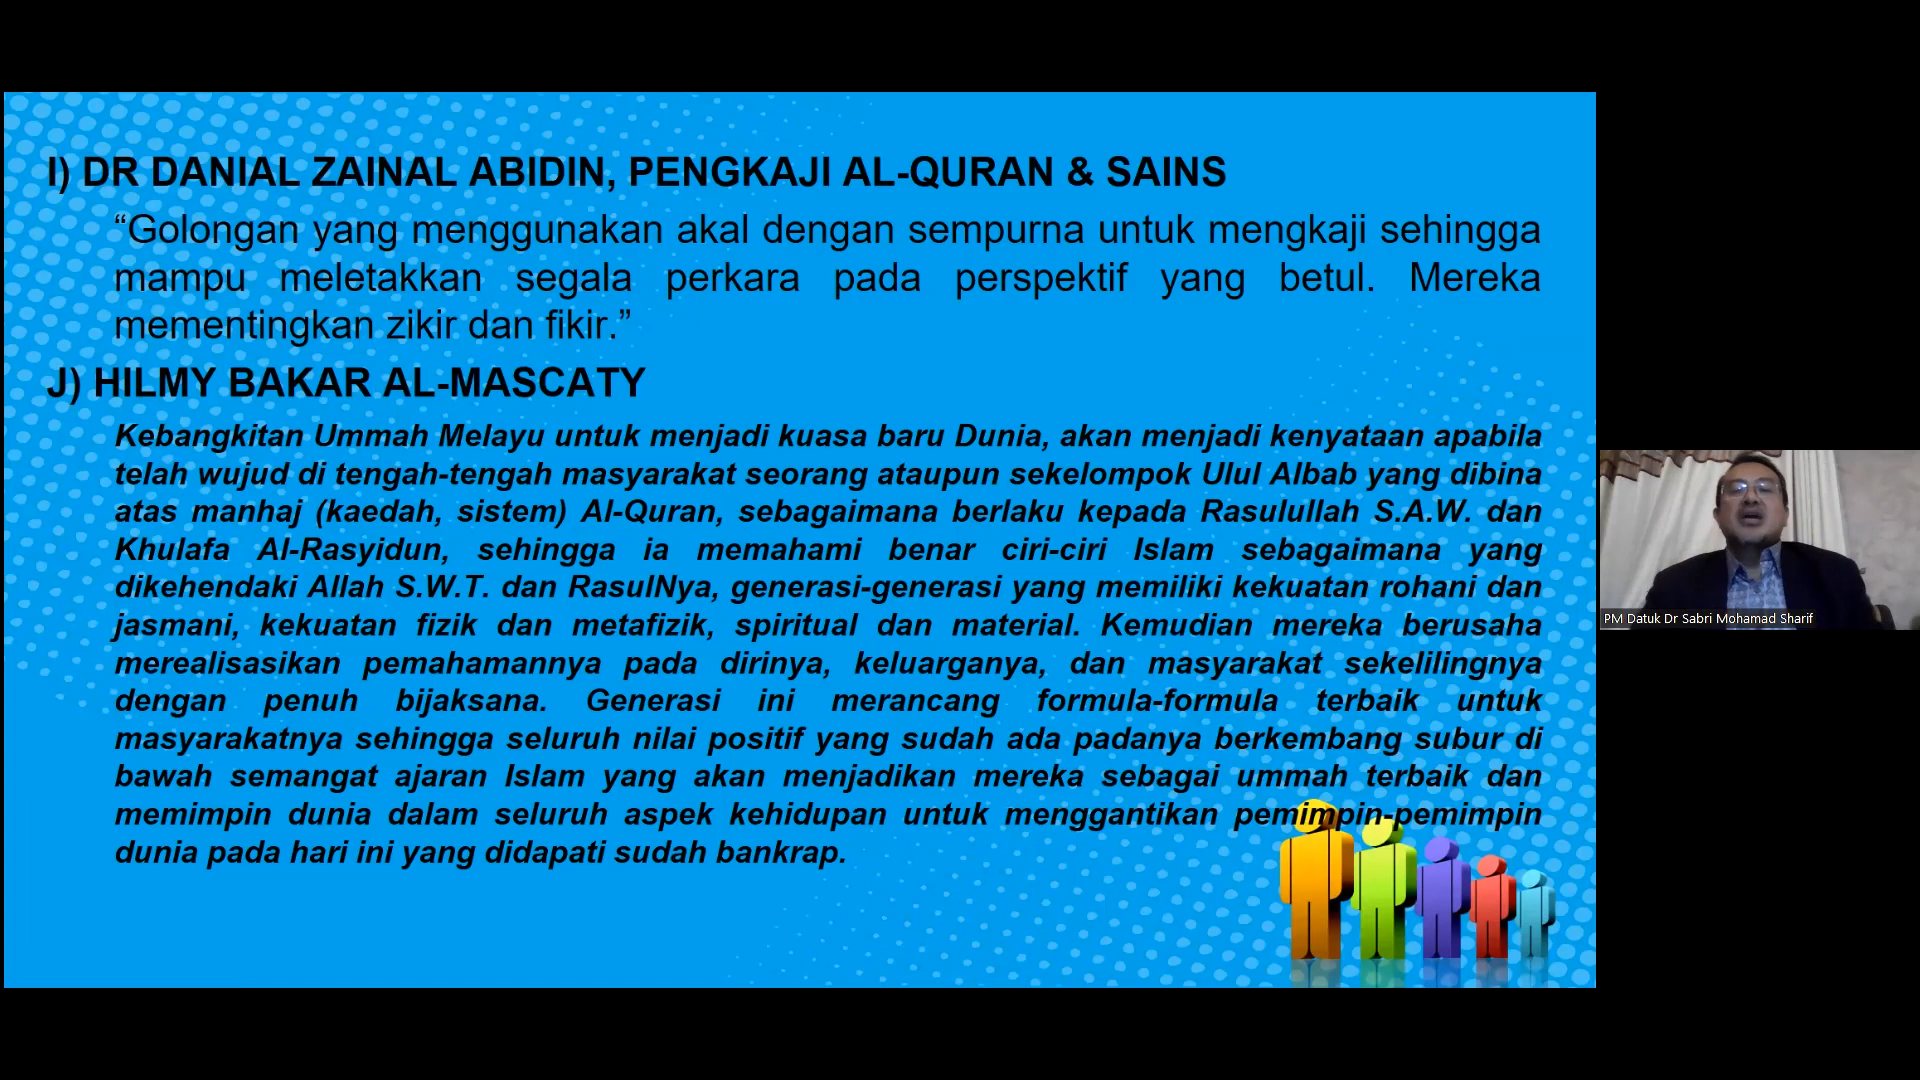 I) DR DANIAL ZAINAL ABIDIN, PENGKAJI AL-QURAN & SAINS
“Golongan yang menggunakan akal dengan sempurna untuk mengkaji sehingga
mampu meletakkan segala perkara pada perspektif yang betul. Mereka
mementingkan zikir dan fikir.”
J) HILMY BAKAR AL-MASCATY
Kebangkitan Ummah Melayu untuk menjadi kuasa baru Dunia, akan menjadi kenyataan apabila
telah wujud di tengah-tengah masyarakat seorang ataupun sekelompok Ulul Albab yang dibina
atas manhaj (kaedah, sistem) Al-Quran, sebagaimana berlaku kepada Rasulullah S.A.W. dan
Khulafa Al-Rasyidun, sehingga ia memahami benar ciri-ciri Islam sebagaimana yang
dikehendaki Allah S.W.T. dan RasulNya, generasi-generasi yang memiliki kekuatan rohani dan
jasmani, kekuatan fizik dan metafizik, spiritual dan material. Kemudian mereka berusaha
merealisasikan pemahamannya pada dirinya, keluarganya, dan masyarakat sekelilingnya
dengan penuh bijaksana. Generasi ini merancang formula-formula terbaik untuk
masyarakatnya sehingga seluruh nilai positif yang sudah ada padanya berkembang subur di
bawah semangat ajaran Islam yang akan menjadikan mereka sebagai ummah terbaik dan
memimpin dunia dalam seluruh aspek kehidupan untuk menggantikan pemimpin-pemimpin
dunia pada hari ini yang didapati sudah bankrap.
PM Datuk Dr Sabri Mohamad Sharif